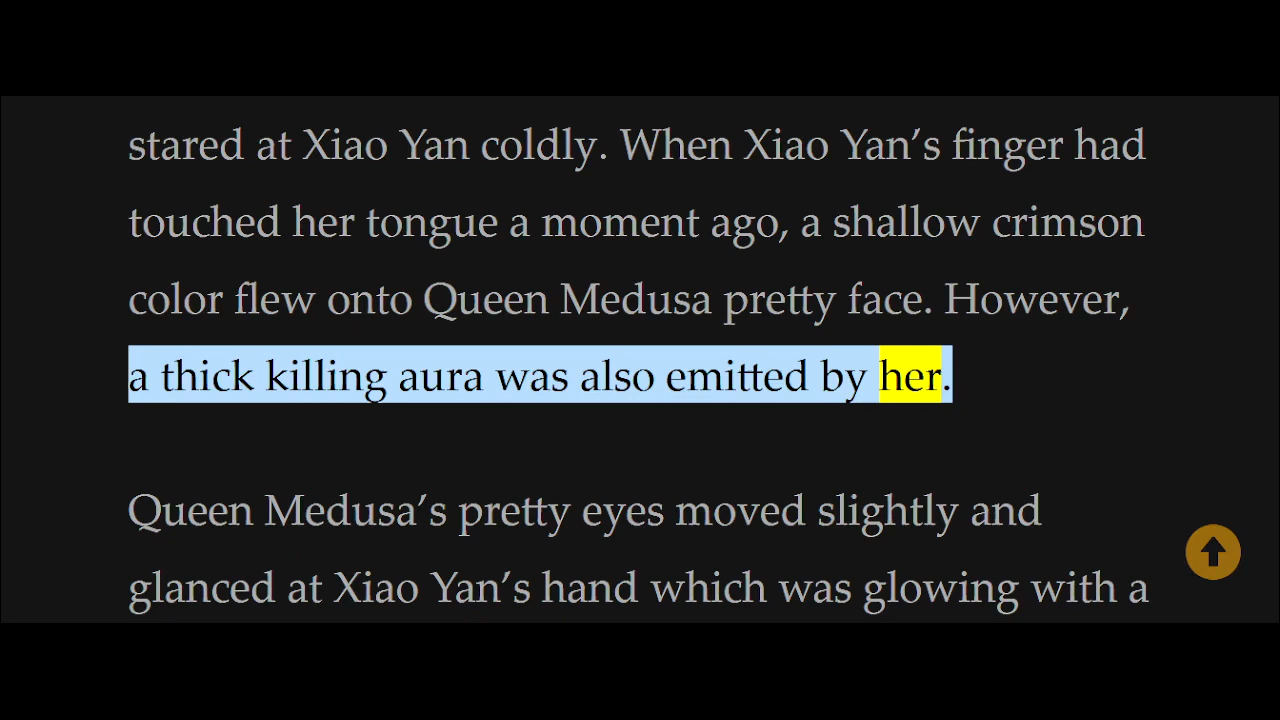 stared at Xiao Yan coldly. When Xiao Yan’s finger had
touched her tongue a moment ago, a shallow crimson
color flew onto Queen Medusa pretty face. However,
a thick killing aura was also emitted by her.
Queen Medusa’s pretty eyes moved slightly and
glanced at Xiao Yan’s hand which was glowing with a